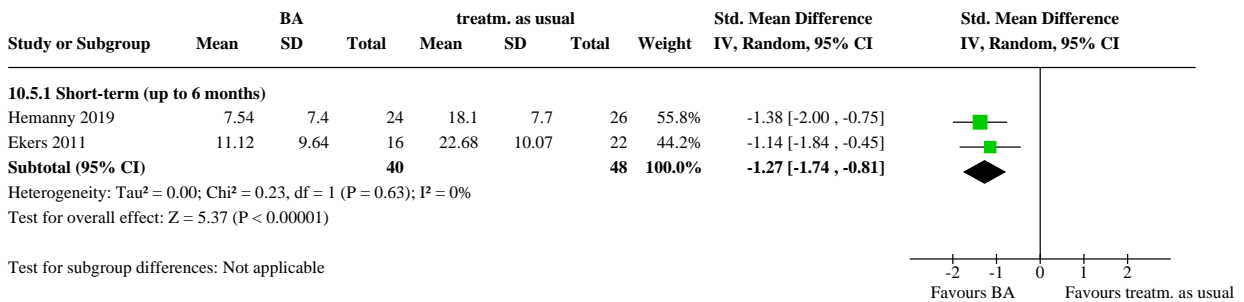 BA treatm. as usual Std. Mean Difference Std. Mean Difference
Study or Subgroup Mean SD Total Mean SD Total Weight IV, Random, 95% CI IV, Random, 95% CI
10.5.1 Short-term (up to 6 months)
Hemanny 2019 7.54 7.4 24 18.1 7.7 26 55.8% -1.38 [-2.00 , -0.75]
Ekers 2011 11.12 9.64 16 22.68 10.07 22 44.2% -1.14 [-1.84 , -0.45]
Subtotal (95% CI) 40 48 100.0% -1.27 [-1.74 , -0.81]
Heterogeneity: Tau² = 0.00; Chi² = 0.23, df = 1 (P = 0.63); I² = 0%
Test for overall effect: Z = 5.37 (P < 0.00001)
Test for subgroup differences: Not applicable
-2 -1 0 1 2
Favours BA Favours treatm. as usual